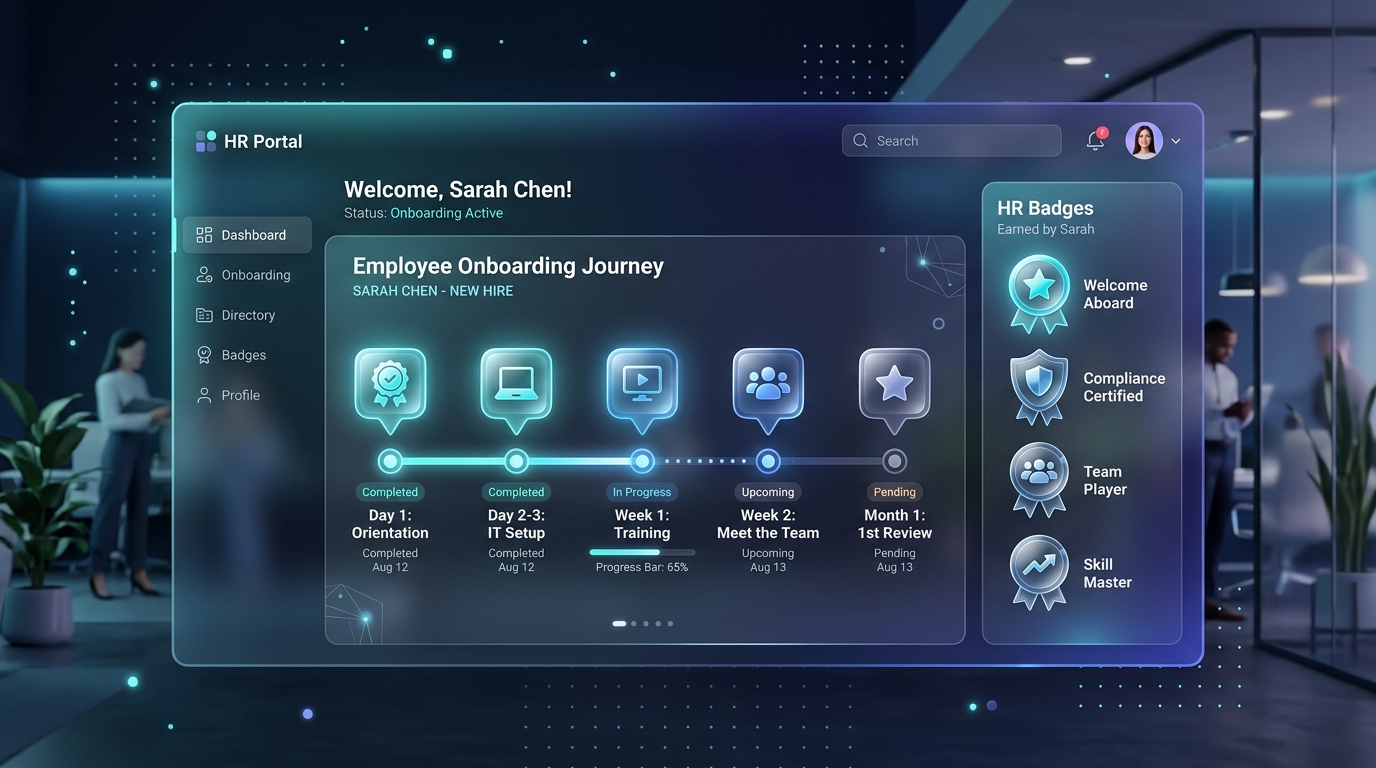 HR Portal
Search
Welcome, Sarah Chen!
Status: Onboarding Active
Dashboard
Onboarding
Directory
Badges
Profile
Employee Onboarding Journey
SARAH CHEN - NEW HIRE
Completed
Day 1:
Orientation
Completed
Aug 12
Completed
Day 2-3:
IT Setup
Completed
Aug 12
In Progress
Week 1:
Training
Progress Bar: 65%
Upcoming
Week 2:
Meet the Team
Upcoming
Aug 13
Pending
Month 1:
1st Review
Pending
Aug 13
HR Badges
Earned by Sarah
Welcome
Aboard
Compliance
Certified
Team
Player
Skill
Master